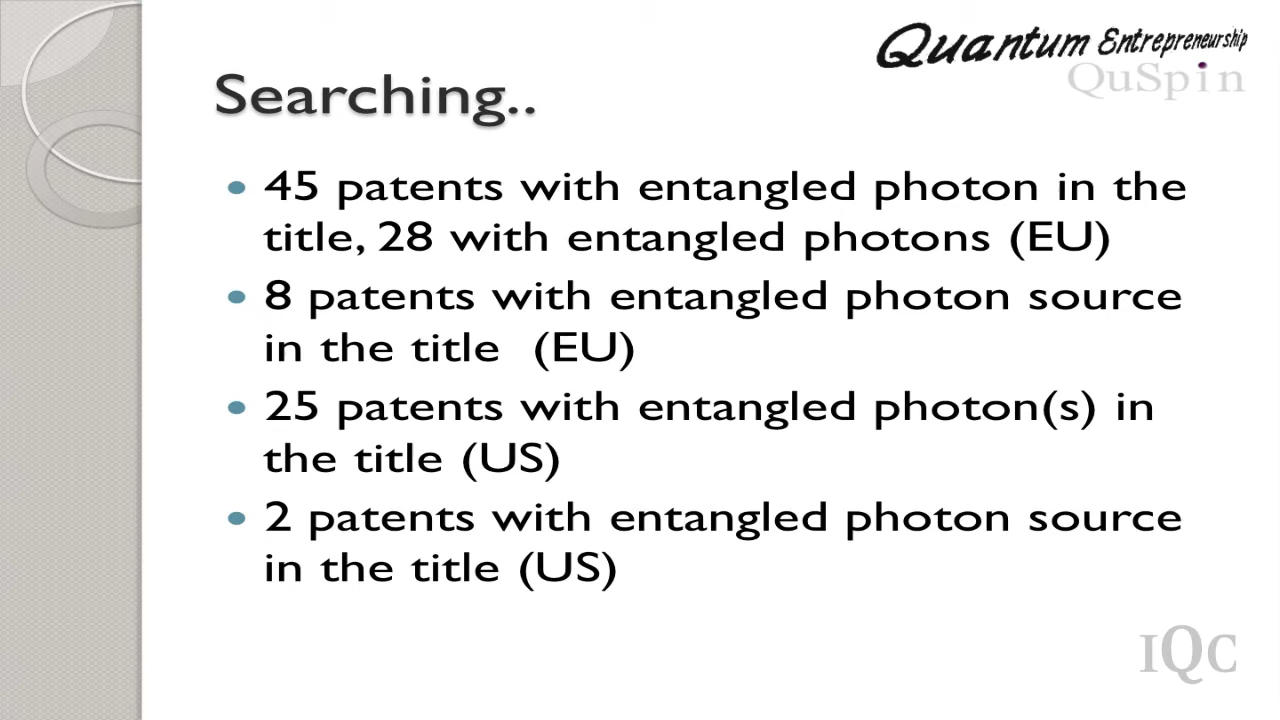 Quantum Entrepreneurship
QuSpin
Searching..
• 45 patents with entangled photon in the
title, 28 with entangled photons (EU)
• 8 patents with entangled photon source
in the title (EU)
• 25 patents with entangled photon(s) in
the title (US)
• 2 patents with entangled photon source
in the title (US)
IQC